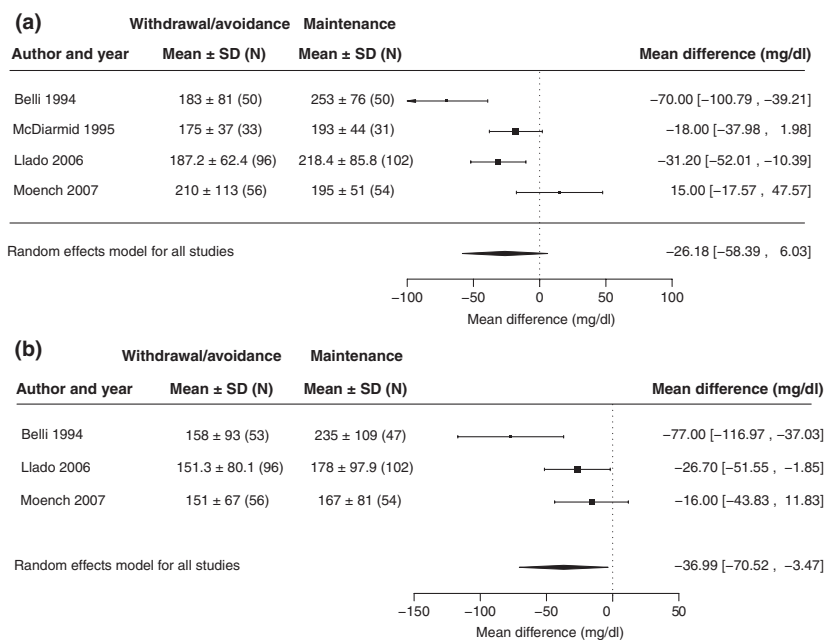 (a)
Withdrawal/avoidance Maintenance
Author and year Mean ± SD (N) Mean ± SD (N) Mean difference (mg/dl)
Belli 1994 183 ± 81 (50) 253 ± 76 (50) −70.00 [−100.79 , −39.21]
McDiarmid 1995 175 ± 37 (33) 193 ± 44 (31) −18.00 [−37.98 , 1.98]
Llado 2006 187.2 ± 62.4 (96) 218.4 ± 85.8 (102) −31.20 [−52.01 , −10.39]
Moench 2007 210 ± 113 (56) 195 ± 51 (54) 15.00 [−17.57 , 47.57]
Random effects model for all studies −26.18 [−58.39 , 6.03]
−100 −50 0 50 100
Mean difference (mg/dl)
(b)
Withdrawal/avoidance Maintenance
Author and year Mean ± SD (N) Mean ± SD (N) Mean difference (mg/dl)
Belli 1994 158 ± 93 (53) 235 ± 109 (47) −77.00 [−116.97 , −37.03]
Llado 2006 151.3 ± 80.1 (96) 178 ± 97.9 (102) −26.70 [−51.55 , −1.85]
Moench 2007 151 ± 67 (56) 167 ± 81 (54) −16.00 [−43.83 , 11.83]
Random effects model for all studies −36.99 [−70.52 , −3.47]
−150 −100 −50 0 50
Mean difference (mg/dl)